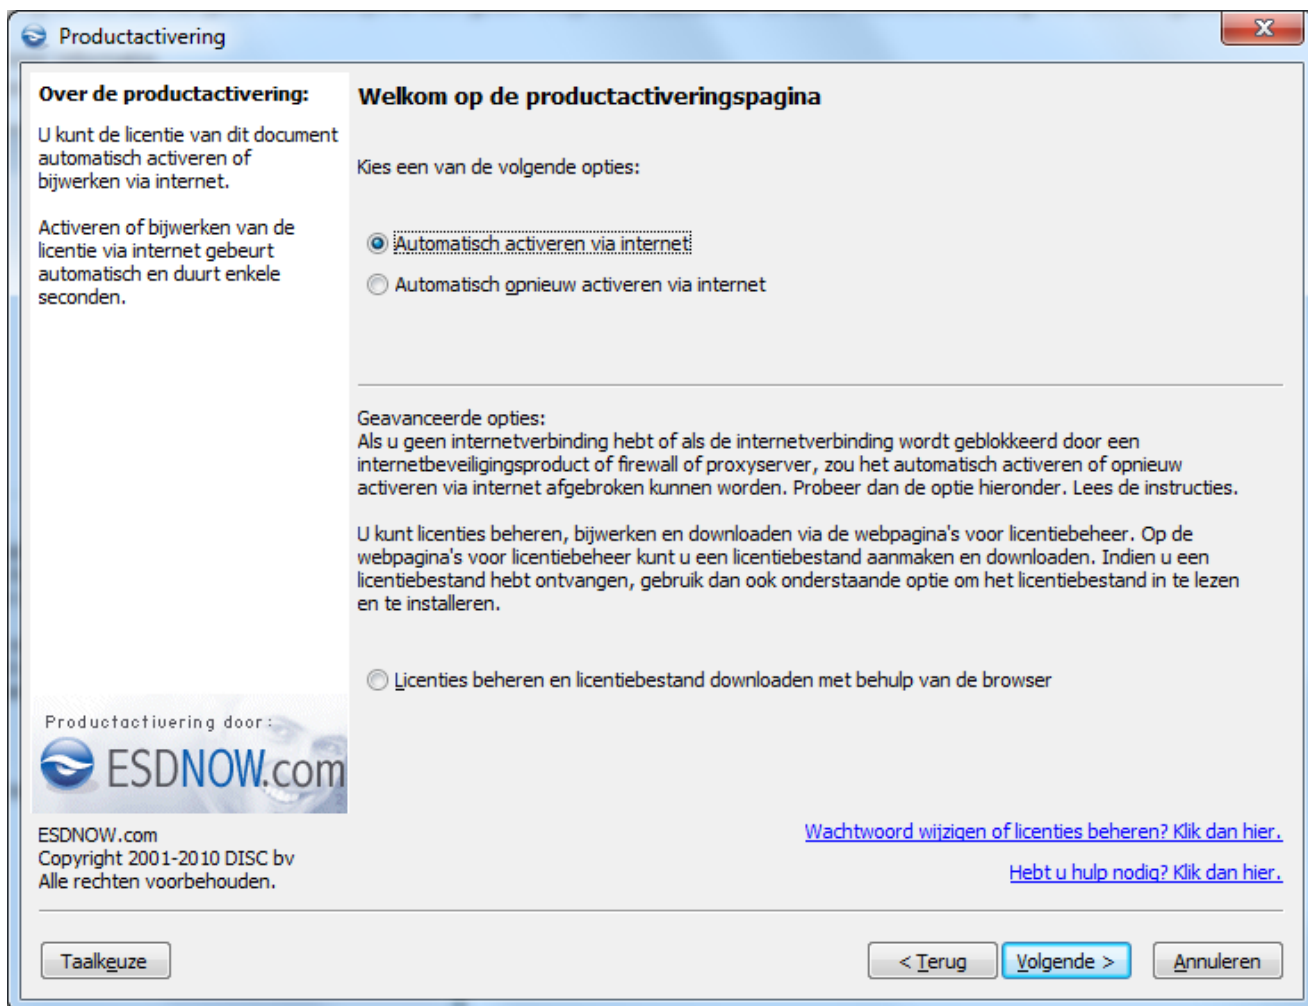 Productactivering
Over de productactivering:
U kunt de licentie van dit document
automatisch activeren of
bijwerken via internet.
Activeren of bijwerken van de
licentie via internet gebeurt
automatisch en duurt enkele
seconden.
Productactivering door:
ESDNOW.com
ESDNOW.com
Copyright 2001-2010 DISC bv
Alle rechten voorbehouden.
Welkom op de productactiveringspagina
Kies een van de volgende opties:
Automatisch activeren via internet
Automatisch opnieuw activeren via internet
Geavanceerde opties:
Als u geen internetverbinding hebt of als de internetverbinding wordt geblokkeerd door een
internetbeveiligingsproduct of firewall of proxyserver, zou het automatisch activeren of opnieuw
activeren via internet afgebroken kunnen worden. Probeer dan de optie hieronder. Lees de instructies.
U kunt licenties beheren, bijwerken en downloaden via de webpagina's voor licentiebeheer. Op de
webpagina's voor licentiebeheer kunt u een licentiebestand aanmaken en downloaden. Indien u een
licentiebestand hebt ontvangen, gebruik dan ook onderstaande optie om het licentiebestand in te lezen
en te installeren.
Licenties beheren en licentiebestand downloaden met behulp van de browser
Wachtwoord wijzigen of licenties beheren? Klik dan hier.
Hebt u hulp nodig? Klik dan hier.
Taalkeuze
< Terug
Volgende >
Annuleren